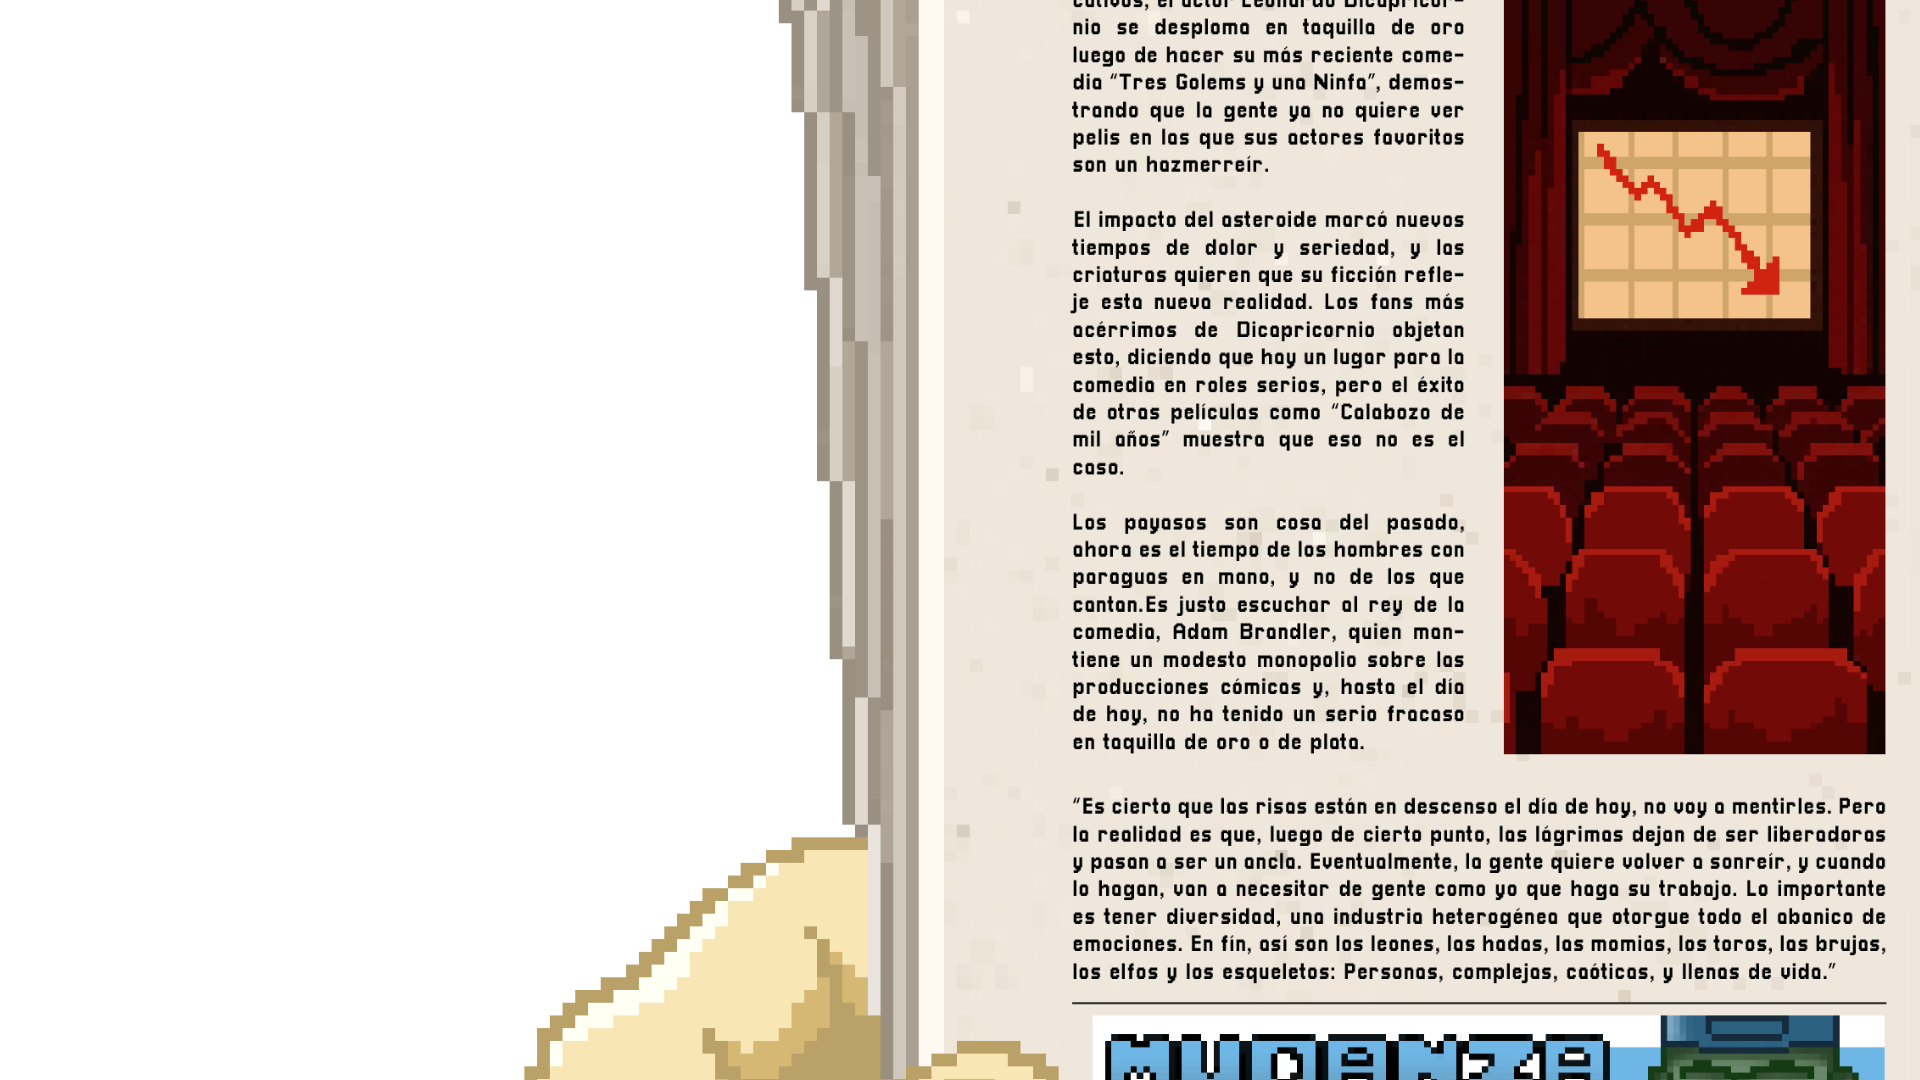 cativos, el actor Leonardo Dicapricor-
nio se desploma en taquilla de oro
luego de hacer su más reciente come-
dia “Tres Golems y una Ninfa”, demos-
trando que la gente ya no quiere ver
pelis en las que sus actores favoritos
son un hazmerreír.
El impacto del asteroide marcó nuevos
tiempos de dolor y seriedad, y las
criaturas quieren que su ficción refle-
je esta nueva realidad. Los fans más
acérrimos de Dicapricornio objetan
esto, diciendo que hay un lugar para la
comedia en roles serios, pero el éxito
de otras películas como “Calabozo de
mil años” muestra que eso no es el
caso.
Los payasos son cosa del pasado,
ahora es el tiempo de los hombres con
paraguas en mano, y no de los que
cantan.Es justo escuchar al rey de la
comedia, Adam Brandler, quien man-
tiene un modesto monopolio sobre las
producciones cómicas y, hasta el día
de hoy, no ha tenido un serio fracaso
en taquilla de oro o de plata.
“Es cierto que las risas están en descenso el día de hoy, no voy a mentirles. Pero
la realidad es que, luego de cierto punto, las lágrimas dejan de ser liberadoras
y pasan a ser un ancla. Eventualmente, la gente quiere volver a sonreír, y cuando
lo hagan, van a necesitar de gente como yo que haga su trabajo. Lo importante
es tener diversidad, una industria heterogénea que otorgue todo el abanico de
emociones. En fín, así son los leones, las hadas, las momias, los toros, las brujas,
los elfos y los esqueletos: Personas, complejas, caóticas, y llenas de vida.”